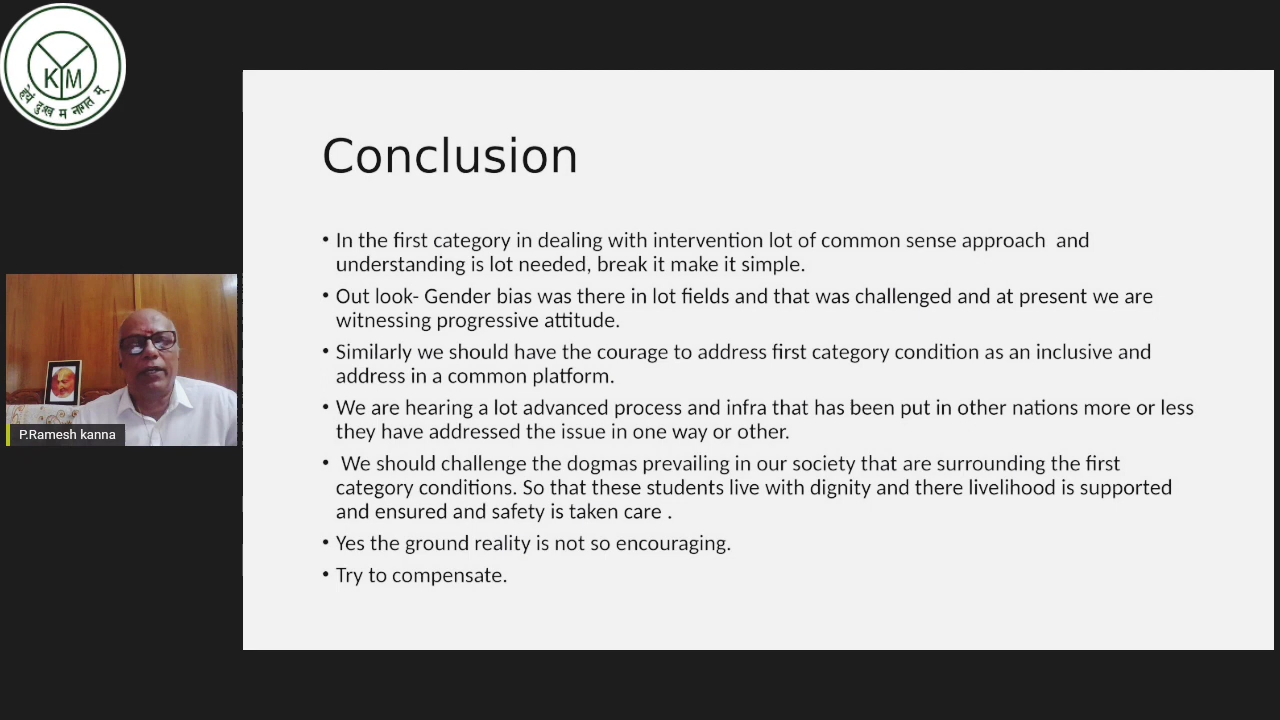 KYM
हेयं दुःख म नागत म्
P.Ramesh kanna
Conclusion
• In the first category in dealing with intervention lot of common sense approach  and
understanding is lot needed, break it make it simple.
• Out look- Gender bias was there in lot fields and that was challenged and at present we are
witnessing progressive attitude.
• Similarly we should have the courage to address first category condition as an inclusive and
address in a common platform.
• We are hearing a lot advanced process and infra that has been put in other nations more or less
they have addressed the issue in one way or other.
•  We should challenge the dogmas prevailing in our society that are surrounding the first
category conditions. So that these students live with dignity and there livelihood is supported
and ensured and safety is taken care .
• Yes the ground reality is not so encouraging.
• Try to compensate.